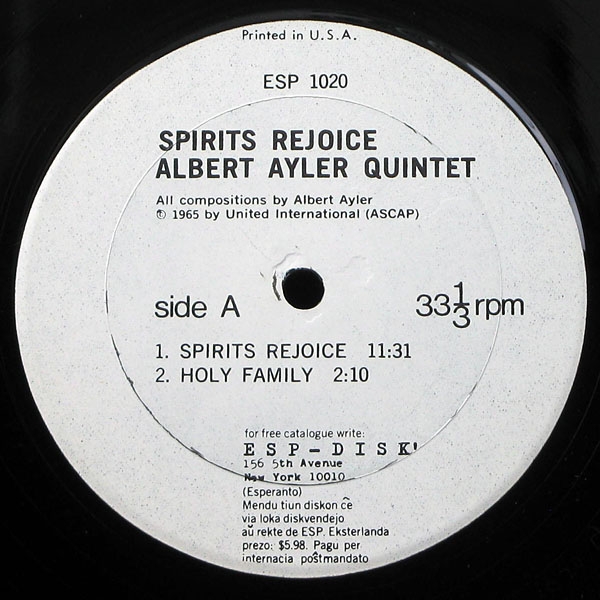 Printed in U.S.A.
ESP 1020
SPIRITS REJOICE
ALBERT AYLER QUINTET
All compositions by Albert Ayler
© 1965 by United International (ASCAP)
side A
33 1/3 rpm
1. SPIRITS REJOICE 11:31
2. HOLY FAMILY 2:10
for free catalogue write:
ESP-DISK'
156 5th Avenue
New York 10010
(Esperanto)
Mendu tiun diskon ĉe
via loka diskvendejo
aŭ rekte de ESP. Eksterlanda
prezo: $5.98. Pagu per
internacia poŝtmandato